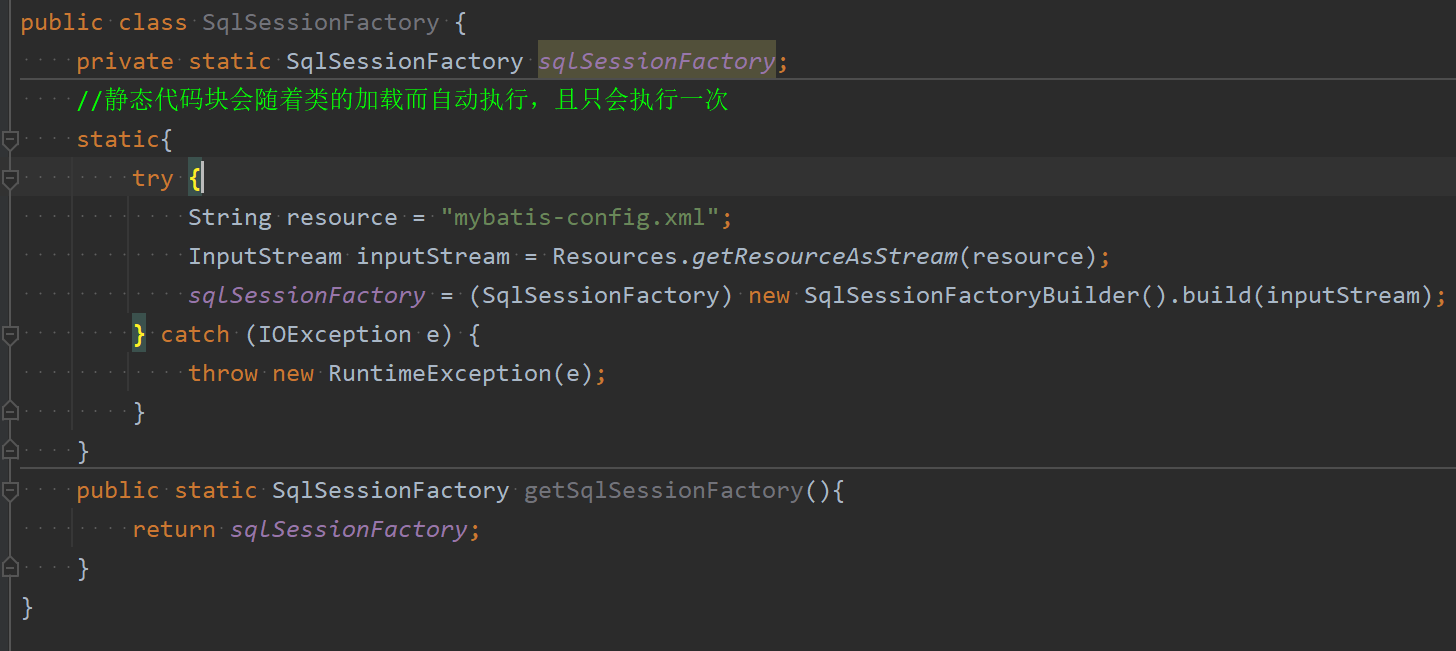 public class SqlSessionFactory {
    private static SqlSessionFactory sqlSessionFactory;
    //静态代码块会随着类的加载而自动执行，且只会执行一次
    static{
        try {
            String resource = "mybatis-config.xml";
            InputStream inputStream = Resources.getResourceAsStream(resource);
            sqlSessionFactory = (SqlSessionFactory) new SqlSessionFactoryBuilder().build(inputStream);
        } catch (IOException e) {
            throw new RuntimeException(e);
        }
    }
    public static SqlSessionFactory getSqlSessionFactory(){
        return sqlSessionFactory;
    }
}